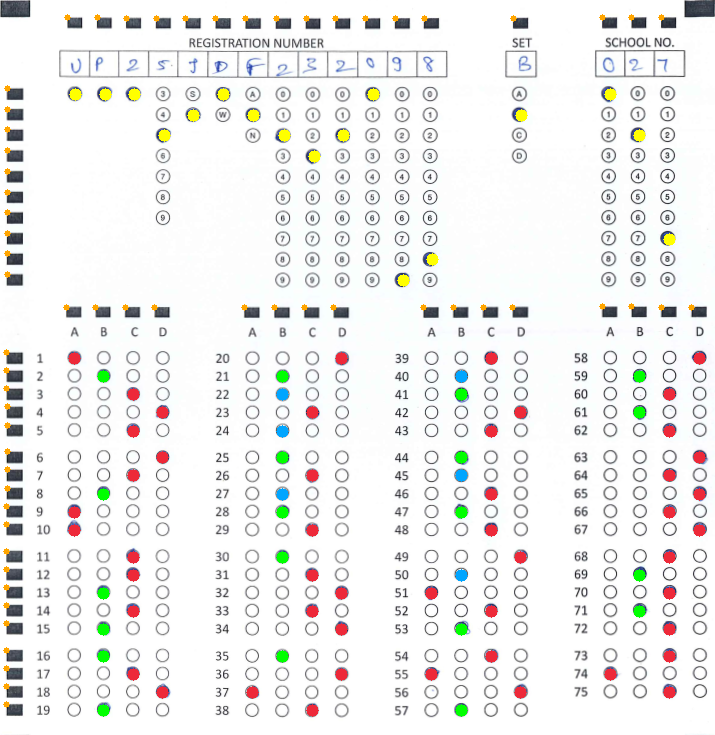 REGISTRATION NUMBER SET SCHOOL NO.
U P 2 5 J D F 2 3 2 0 9 8 B 0 2 7
3 S A 0 0 0 0 0 A 0 0
4 W 1 1 1 1 1 1 1 1 1
N 2 2 2 2 C 2 2
6 3 3 3 3 3 D 3 3 3
7 4 4 4 4 4 4 4 4 4
8 5 5 5 5 5 5 5 5 5
9 6 6 6 6 6 6 6 6 6
7 7 7 7 7 7 7 7
8 8 8 8 8 8 8 8
9 9 9 9 9 9 9 9
A B C D A B C D A B C D A B C D
1 20 39 58
2 21 40 59
3 22 41 60
4 23 42 61
5 24 43 62
6 25 44 63
7 26 45 64
8 27 46 65
9 28 47 66
10 29 48 67
11 30 49 68
12 31 50 69
13 32 51 70
14 33 52 71
15 34 53 72
16 35 54 73
17 36 55 74
18 37 56 75
19 38 57